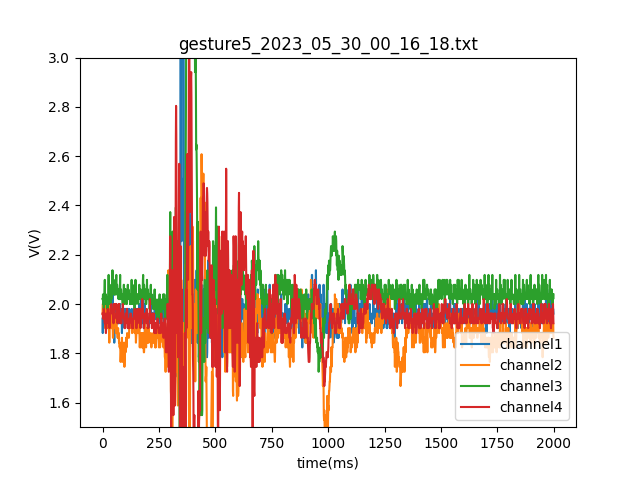 gesture5_2023_05_30_00_16_18.txt
3.0
2.8
2.6
2.4
2.2
2.0
1.8
1.6
V(V)
0 250 500 750 1000 1250 1500 1750 2000
time(ms)
channel1
channel2
channel3
channel4